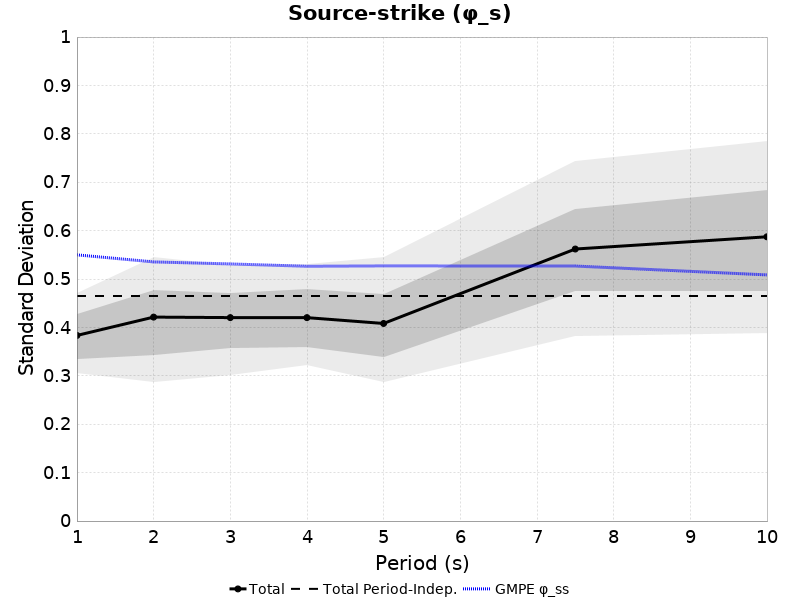 Source-strike (φ_s)
1
0.9
0.8
0.7
0.6
0.5
0.4
0.3
0.2
0.1
0
Standard Deviation
1 2 3 4 5 6 7 8 9 10
Period (s)
Total Total Period-Indep. GMPE φ_ss